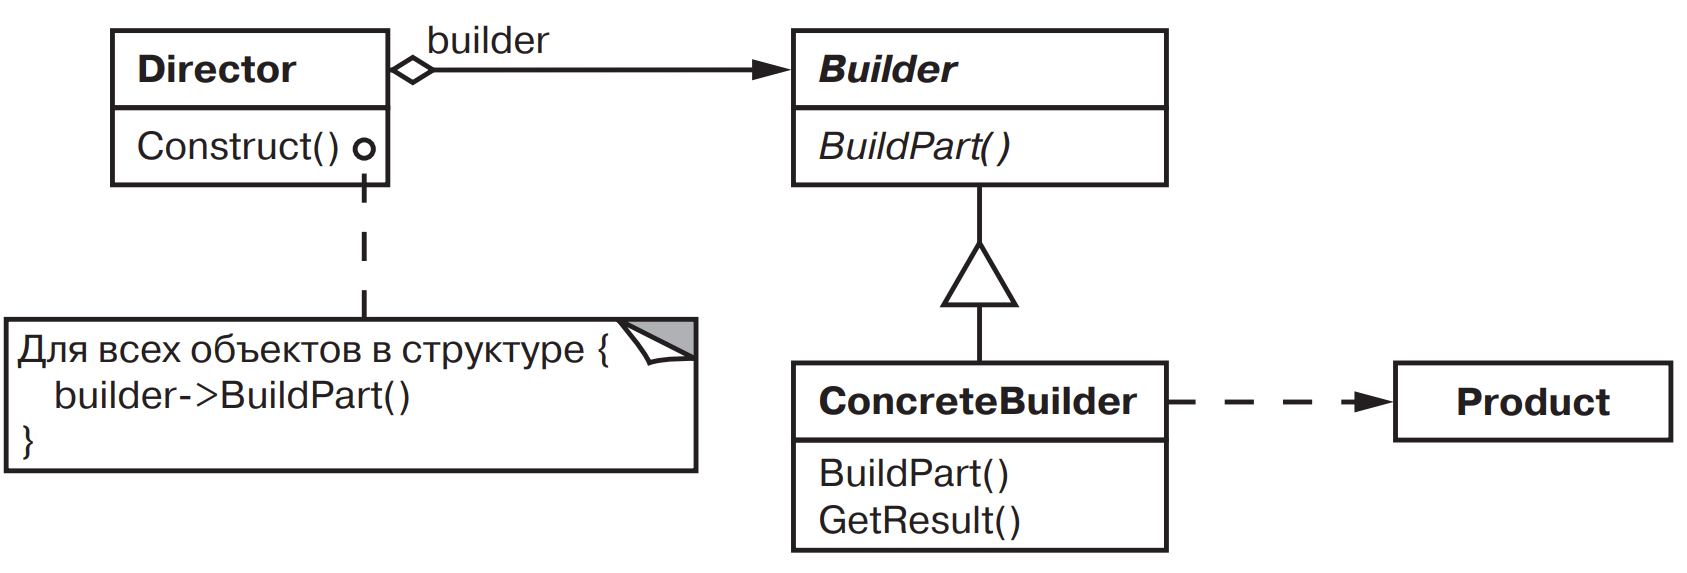 builder
Director
Construct()
Builder
BuildPart()
Для всех объектов в структуре {
builder->BuildPart()
}
ConcreteBuilder
BuildPart()
GetResult()
Product